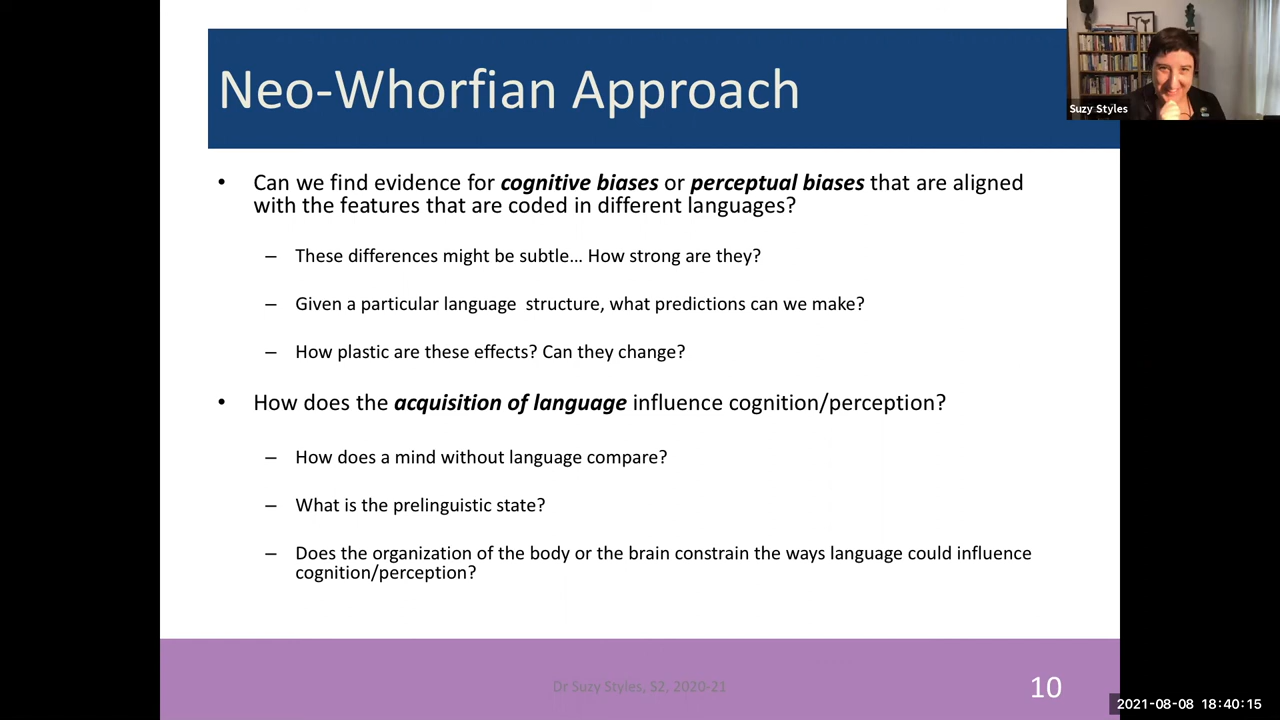 Neo-Whorfian Approach
Suzy Styles
• Can we find evidence for cognitive biases or perceptual biases that are aligned
with the features that are coded in different languages?
– These differences might be subtle... How strong are they?
– Given a particular language  structure, what predictions can we make?
– How plastic are these effects? Can they change?
• How does the acquisition of language influence cognition/perception?
– How does a mind without language compare?
– What is the prelinguistic state?
– Does the organization of the body or the brain constrain the ways language could influence
cognition/perception?
Dr Suzy Styles, S2, 2020-21
10
2021-08-08 18:40:15